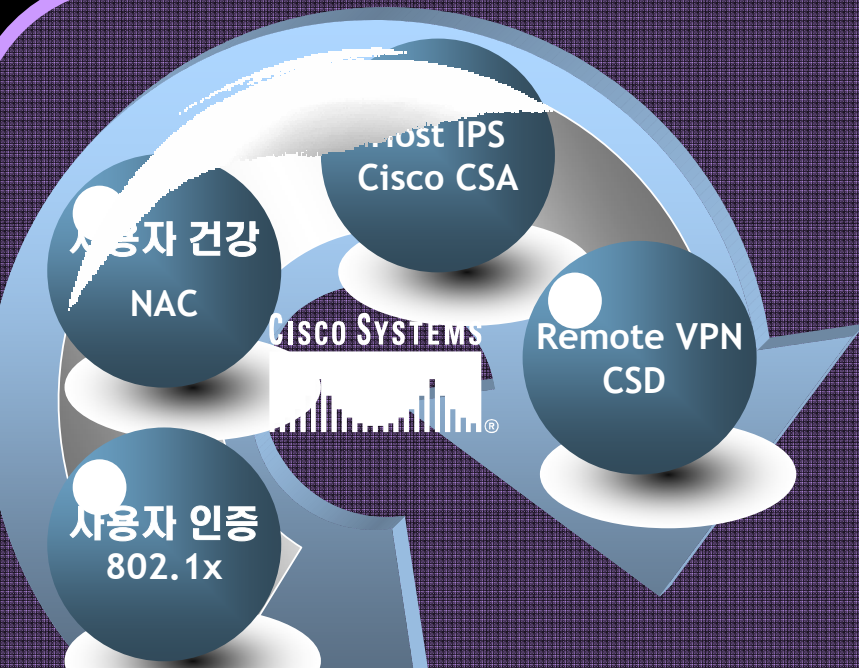 Host IPS
Cisco CSA
사용자 건강
NAC
CISCO SYSTEMS
®
Remote VPN
CSD
사용자 인증
802.1x